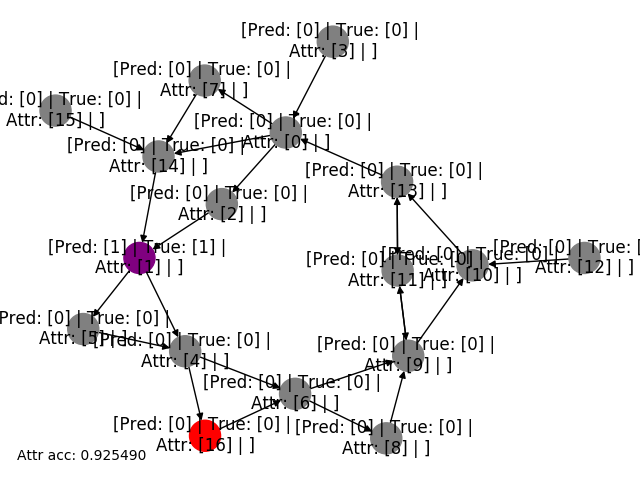 [Pred: [0] | True: [0] |
Attr: [3] | ]
[Pred: [0] | True: [0] |
Attr: [7] | ]
d: [0] | True: [0] |
Attr: [15] | ]
[Pred: [0] | True: [0] |
Attr: [0] | ]
[Pred: [0] | True: [0] |
Attr: [14] | ]
[Pred: [0] | True: [0] |
Attr: [13] | ]
[Pred: [0] | True: [0] |
Attr: [2] | ]
[Pred: [1] | True: [1] |
Attr: [1] | ]
[Pred: [0] | True: [0] |
Attr: [11] | ]
[Pred: [0] | True: [0] |
Attr: [10] | ]
[Pred: [0] | True: [0] |
Attr: [12] | ]
Pred: [0] | True: [0] |
Attr: [5] | ]
[Pred: [0] | True: [0] |
Attr: [4] | ]
[Pred: [0] | True: [0] |
Attr: [9] | ]
[Pred: [0] | True: [0] |
Attr: [6] | ]
[Pred: [0] | True: [0] |
Attr: [16] | ]
[Pred: [0] | True: [0] |
Attr: [8] | ]
Attr acc: 0.925490